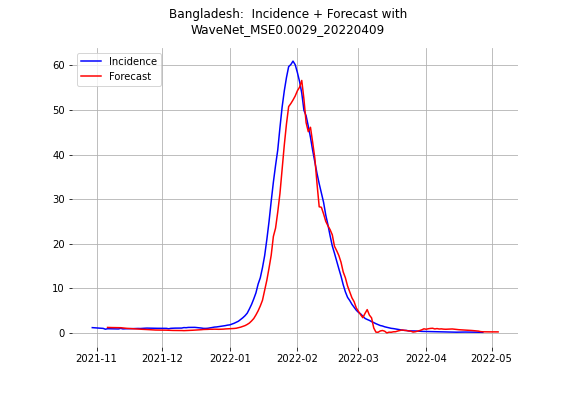 Bangladesh:  Incidence + Forecast with
WaveNet_MSE0.0029_20220409
Incidence
Forecast
60
50
40
30
20
10
0
2021-11 2021-12 2022-01 2022-02 2022-03 2022-04 2022-05